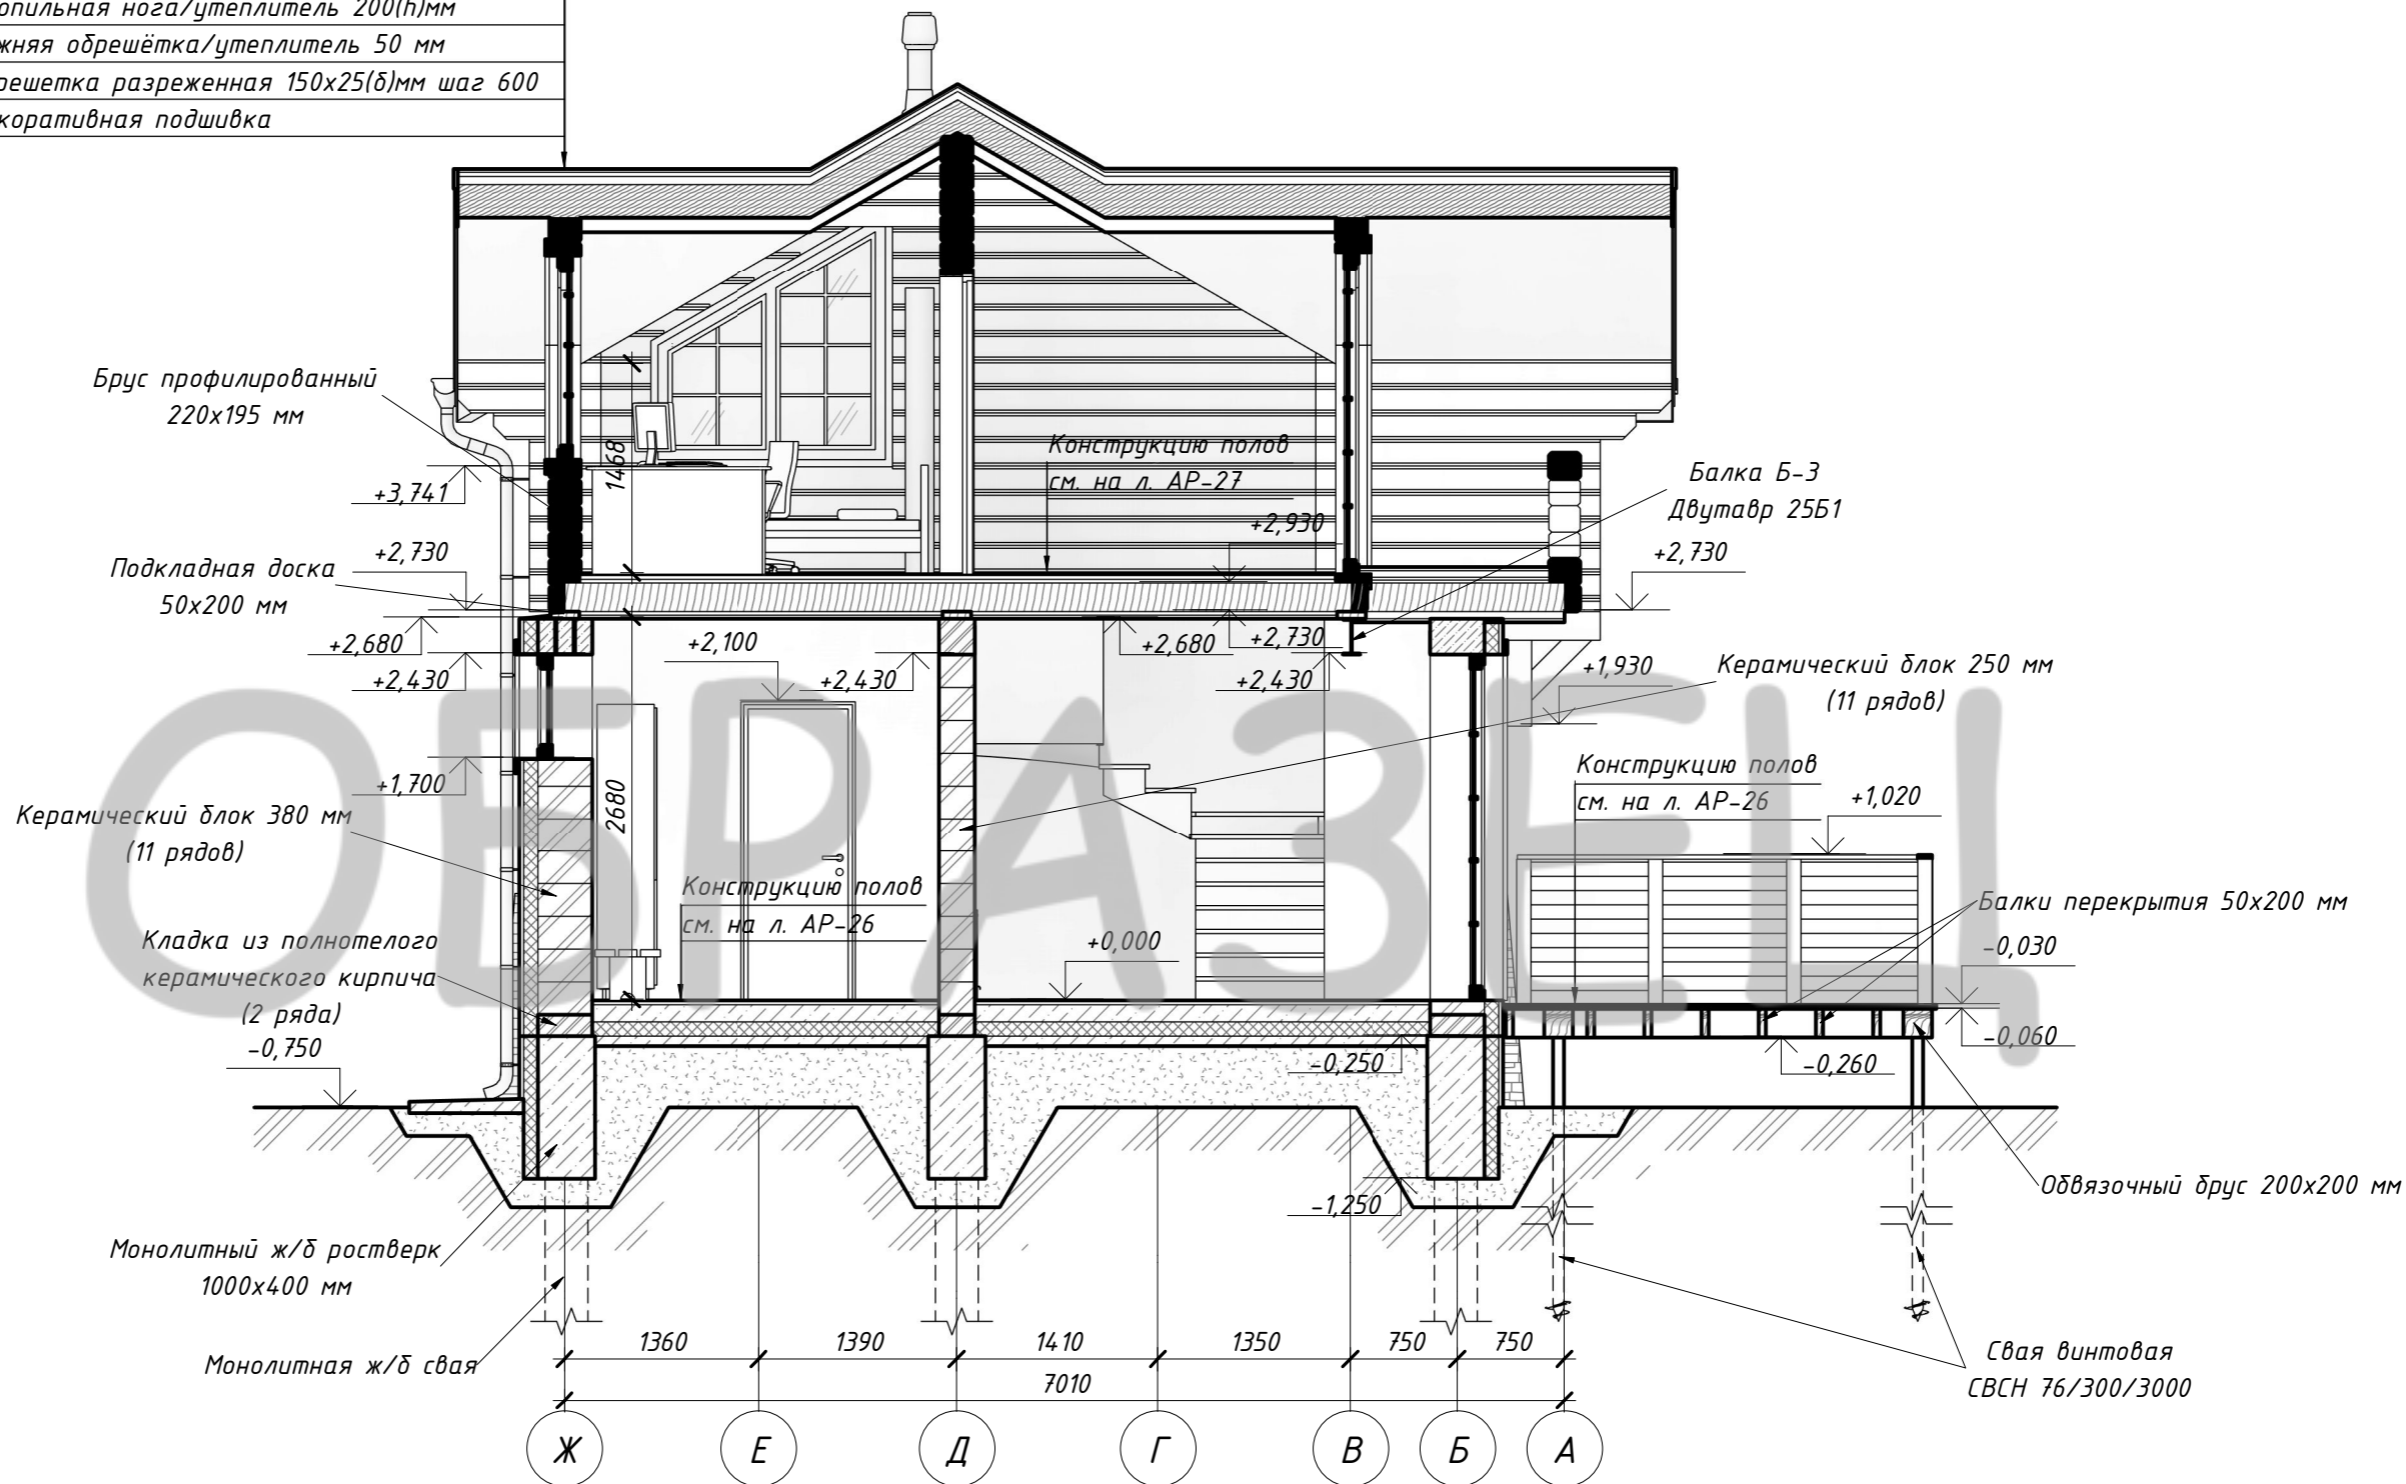 опильная нога/утеплитель 200(h)мм
жняя обрешётка/утеплитель 50 мм
решетка разреженная 150х25(б)мм шаг 600
коративная подшивка
Брус профилированный
220х195 мм
+3,741
1468
Конструкцию полов
см. на л. АР-27
+2,930
Балка Б-3
Двутавр 25Б1
+2,730
Подкладная доска
50х200 мм
+2,730
+2,680
+2,430
+2,100
+2,430
+2,680
+2,730
+2,430
+1,930
Керамический блок 250 мм
(11 рядов)
+1,700
2680
Керамический блок 380 мм
(11 рядов)
Конструкцию полов
см. на л. АР-26
+1,020
ОБРАЗЕЦ
Конструкцию полов
см. на л. АР-26
+0,000
Балки перекрытия 50х200 мм
-0,030
-0,060
-0,260
Кладка из полнотелого
керамического кирпича
(2 ряда)
-0,750
-0,250
-1,250
Обвязочный брус 200х200 мм
Монолитный ж/б ростверк
1000х400 мм
Монолитная ж/б свая
Свая винтовая
СВСН 76/300/3000
1360 1390 1410 1350 750 750
7010
Ж Е Д Г В Б А